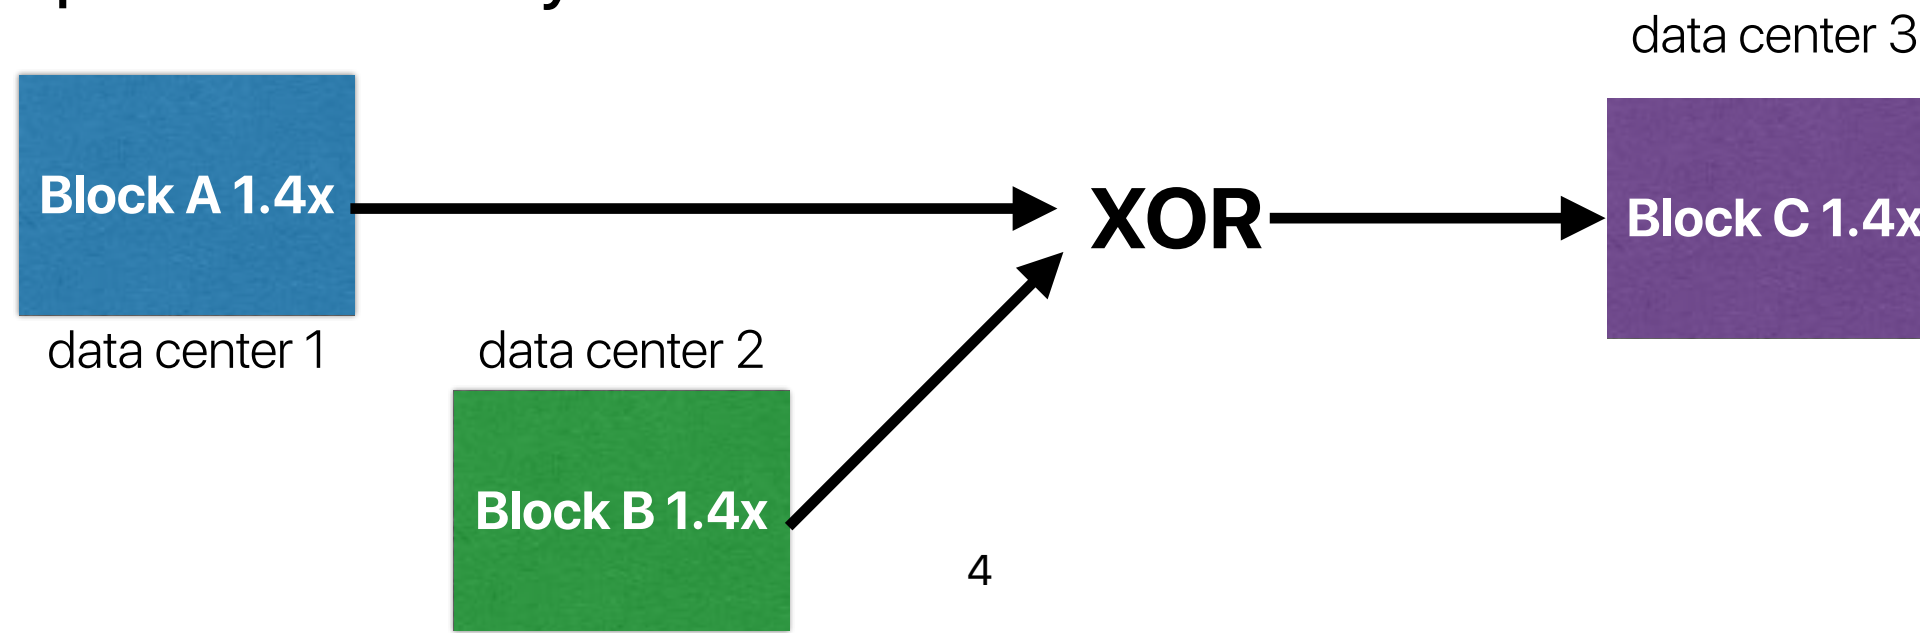 data center 3
Block A 1.4x
XOR
Block C 1.4x
data center 1
data center 2
Block B 1.4x
4